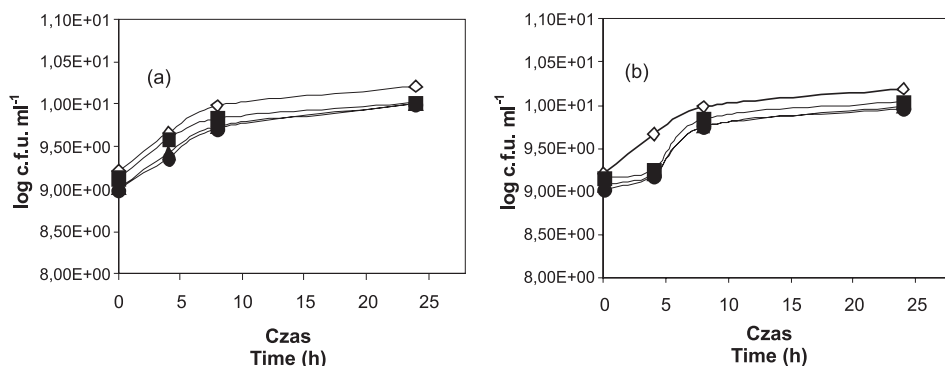 1,10E+01
1,05E+01
1,00E+01
9,50E+00
9,00E+00
8,50E+00
8,00E+00
log c.f.u. ml-1
(a)
0 5 10 15 20 25
Czas
Time (h)
1,10E+01
1,05E+01
1,00E+01
9,50E+00
9,00E+00
8,50E+00
8,00E+00
log c.f.u. ml-1
(b)
0 5 10 15 20 25
Czas
Time (h)